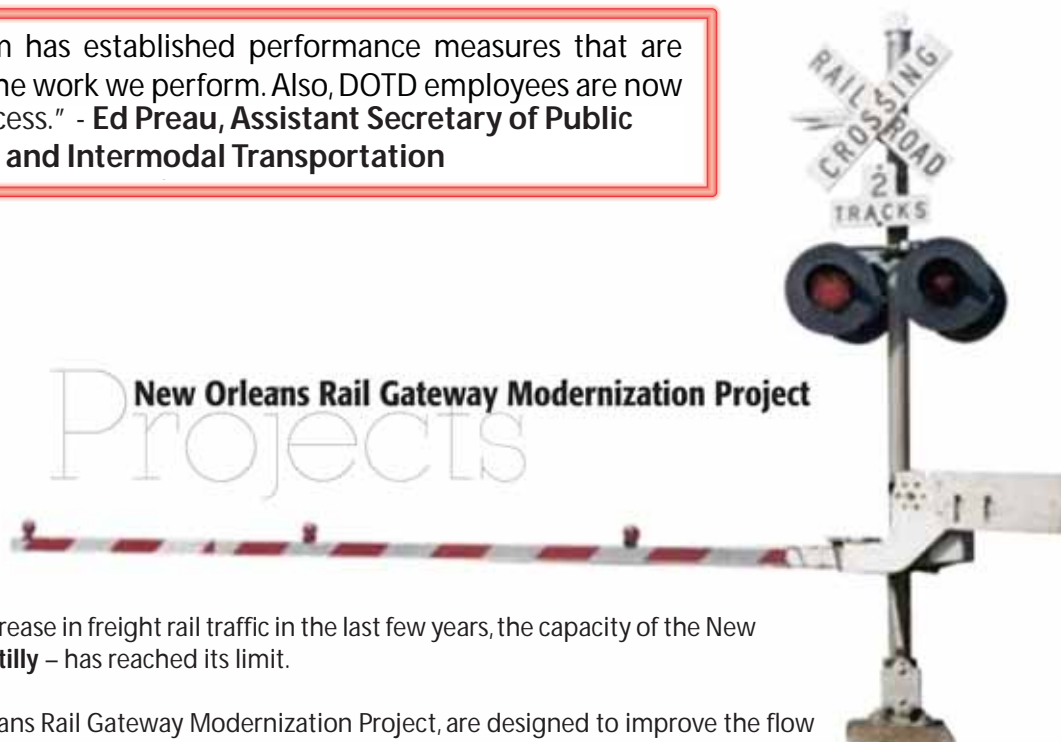 has established performance measures that are
he work we perform. Also, DOTD employees are now
cess." - Ed Preau, Assistant Secretary of Public
and Intermodal Transportation
RAILROAD
CROSSING
2
TRACKS
New Orleans Rail Gateway Modernization Project
Projects
rease in freight rail traffic in the last few years, the capacity of the New
tilly – has reached its limit.
ans Rail Gateway Modernization Project, are designed to improve the flow